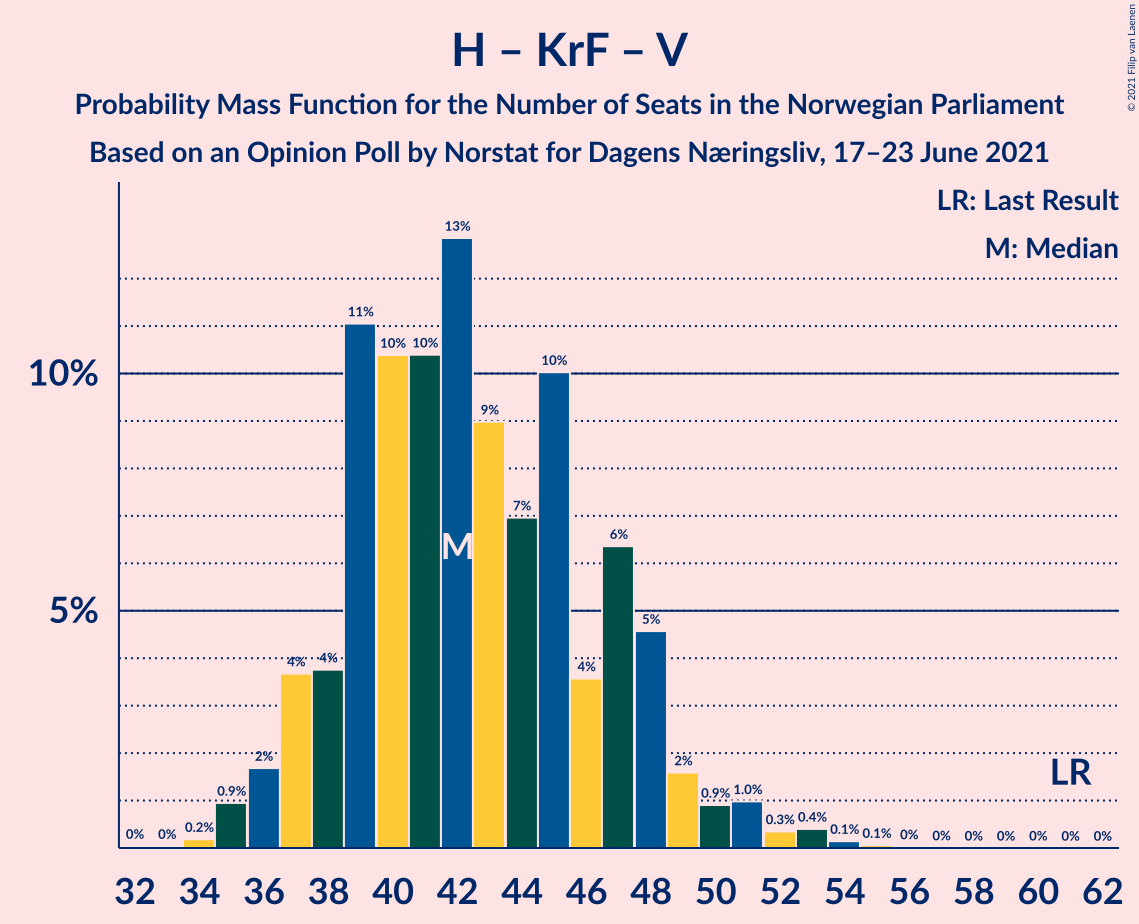 H – KrF – V
Probability Mass Function for the Number of Seats in the Norwegian Parliament
Based on an Opinion Poll by Norstat for Dagens Næringsliv, 17–23 June 2021
© 2021 Filip van Laenen
LR: Last Result
M: Median
10%
5%
0% 0% 0.2% 0.9% 2% 4% 4% 11% 10% 10% 13% 9% 7% 10% 4% 6% 5% 2% 0.9% 1.0% 0.3% 0.4% 0.1% 0.1% 0% 0% 0% 0% 0% 0% 0%
M
LR
32 34 36 38 40 42 44 46 48 50 52 54 56 58 60 62